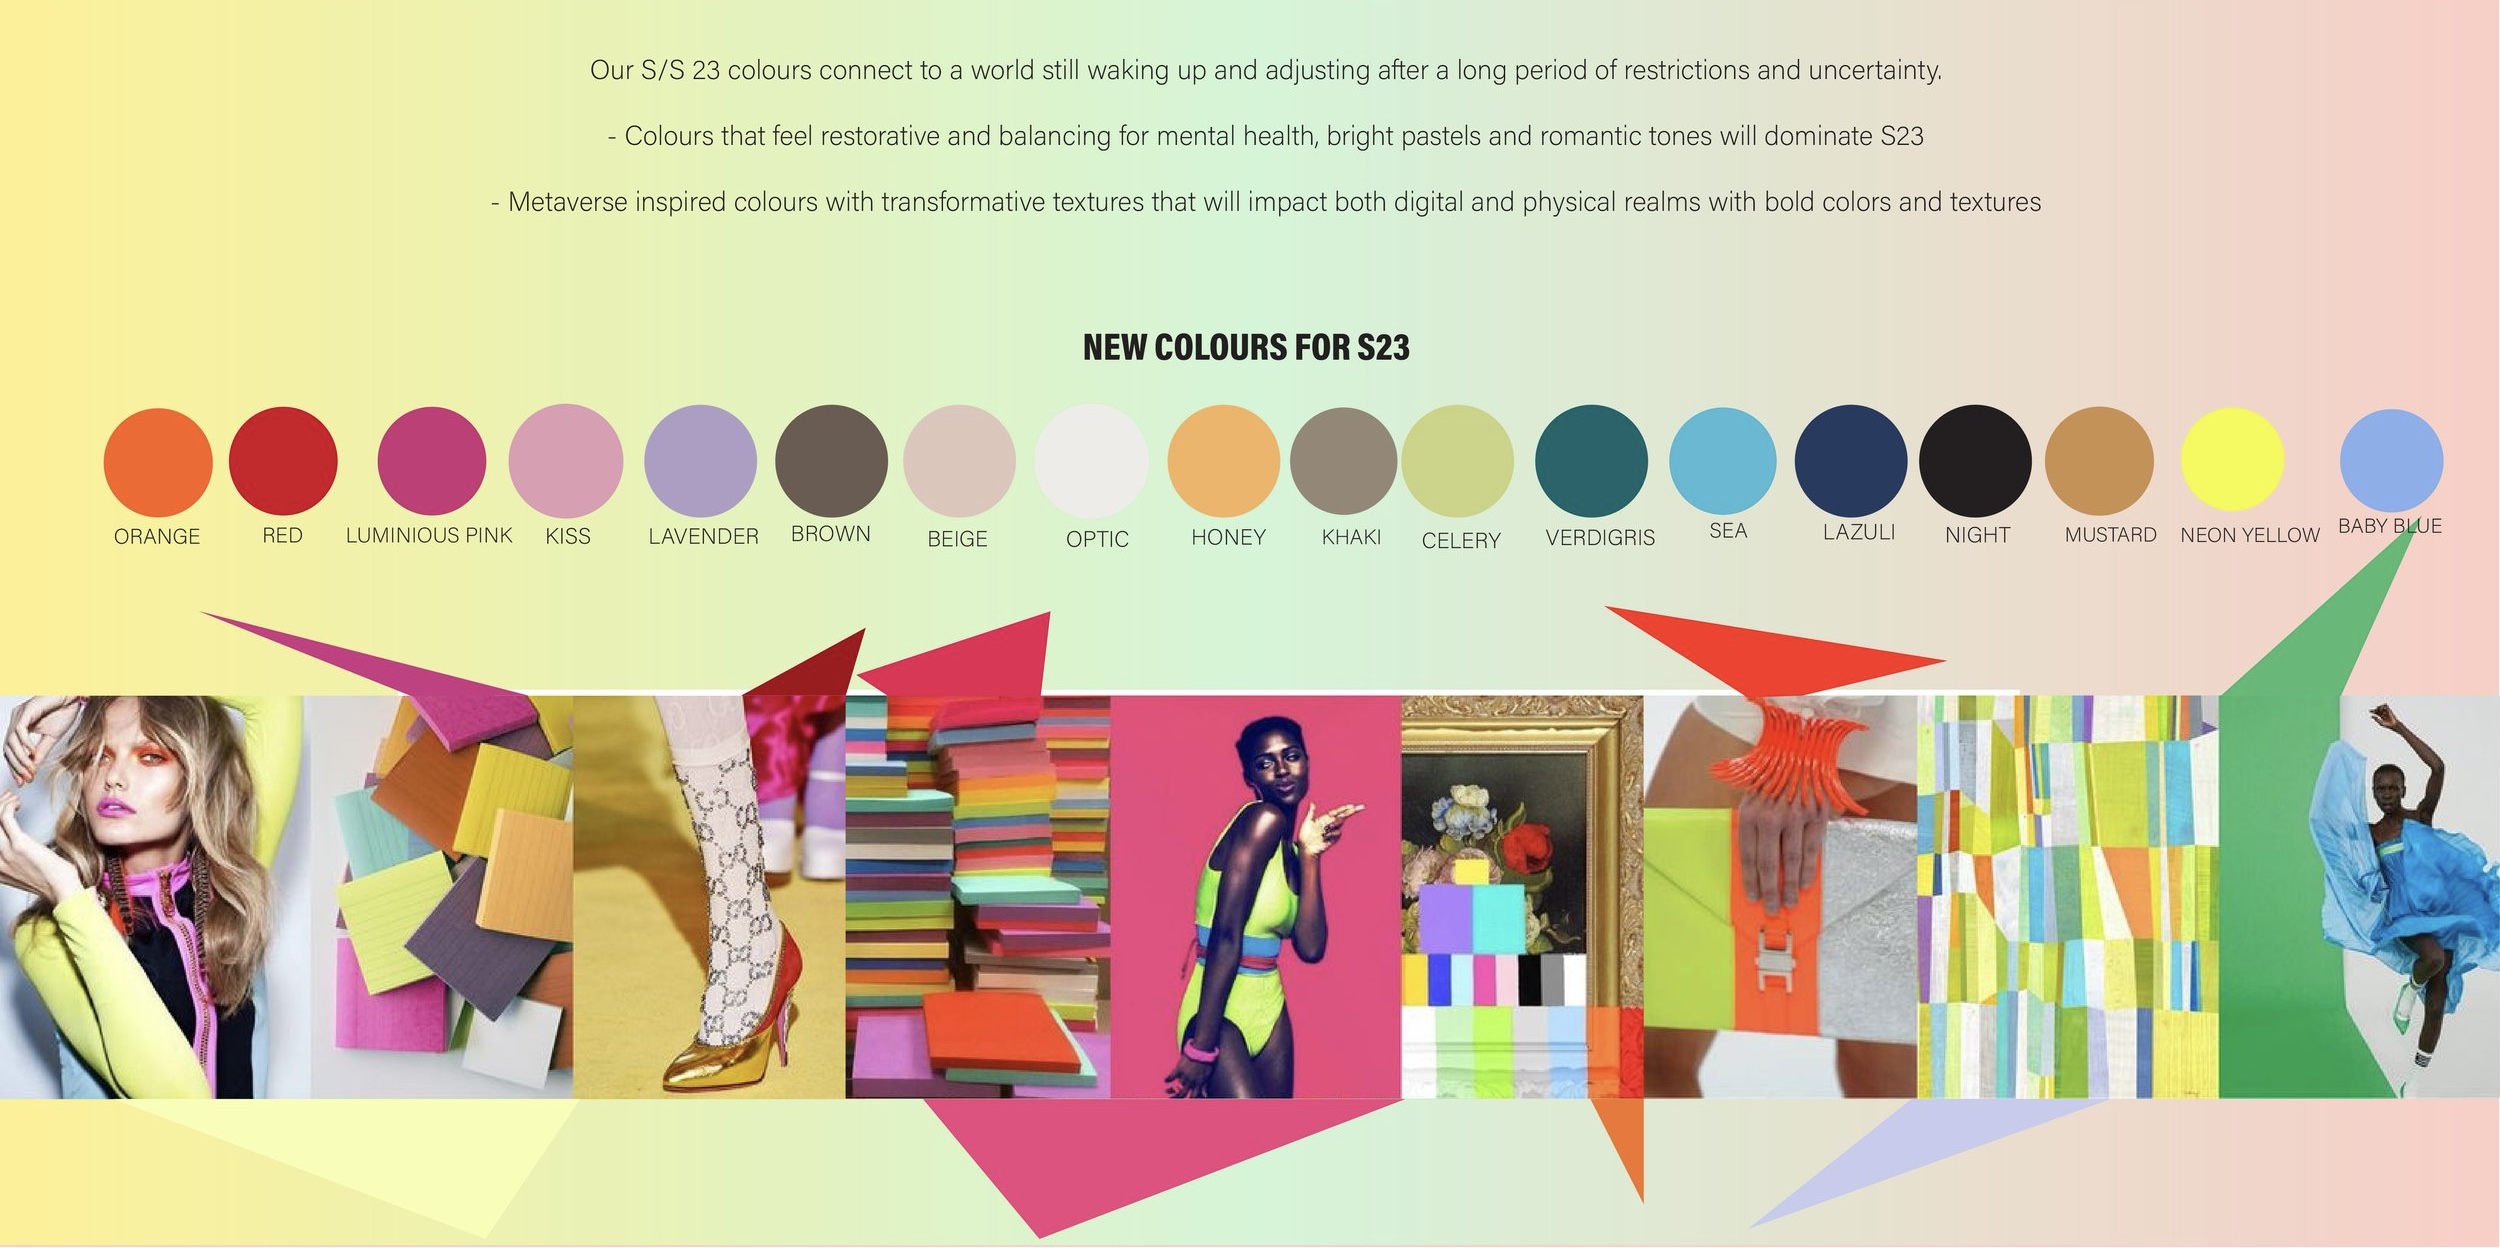 Our S/S 23 colours connect to a world still waking up and adjusting after a long period of restrictions and uncertainty.
- Colours that feel restorative and balancing for mental health, bright pastels and romantic tones will dominate S23
- Metaverse inspired colours with transformative textures that will impact both digital and physical realms with bold colors and textures
NEW COLOURS FOR S23
ORANGE RED LUMINIOUS PINK KISS LAVENDER BROWN BEIGE OPTIC HONEY KHAKI CELERY VERDIGRIS SEA LAZULI NIGHT MUSTARD NEON YELLOW BABY BLUE